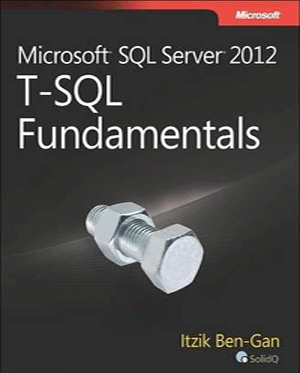 Microsoft
Microsoft® SQL Server® 2012
T-SQL
Fundamentals
Itzik Ben-Gan
SolidQ